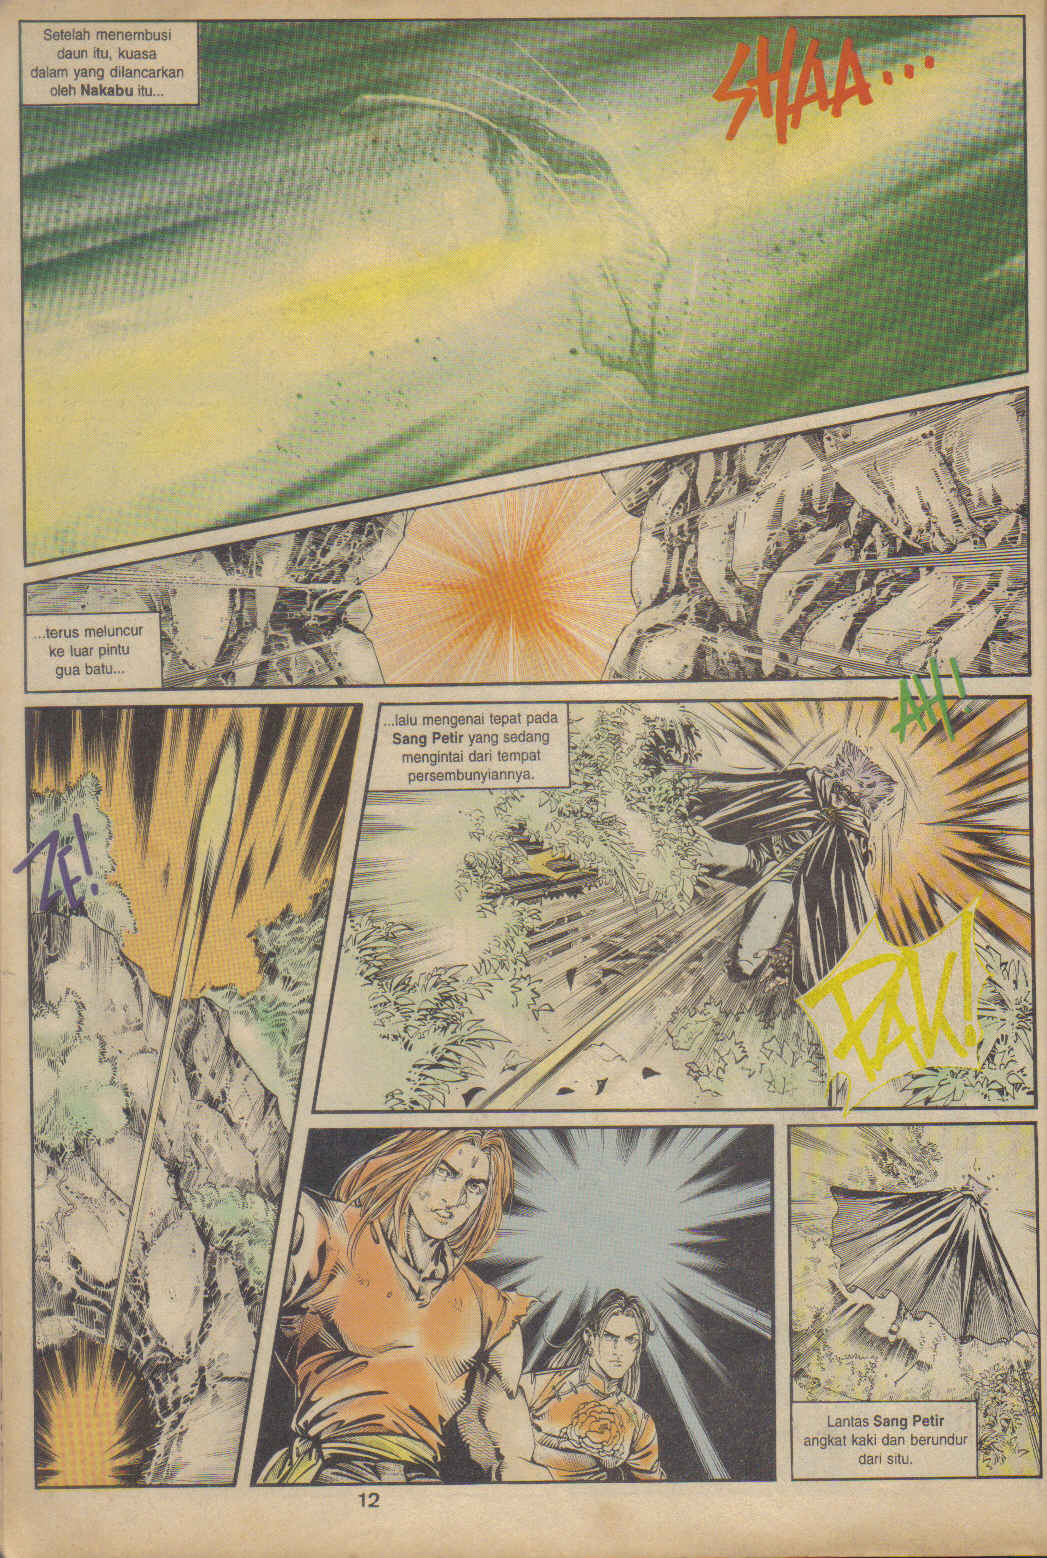 Setelah menembusi
daun itu, kuasa
dalam yang dilancarkan
oleh Nakabu itu...
SHAA...
...terus meluncur
ke luar pintu
gua batu...
ZE!
...lalu mengenai tepat pada
Sang Petir yang sedang
mengintai dari tempat
persembunyiannya.
AH!
PAK!
Lantas Sang Petir
angkat kaki dan berundur
dari situ.
12